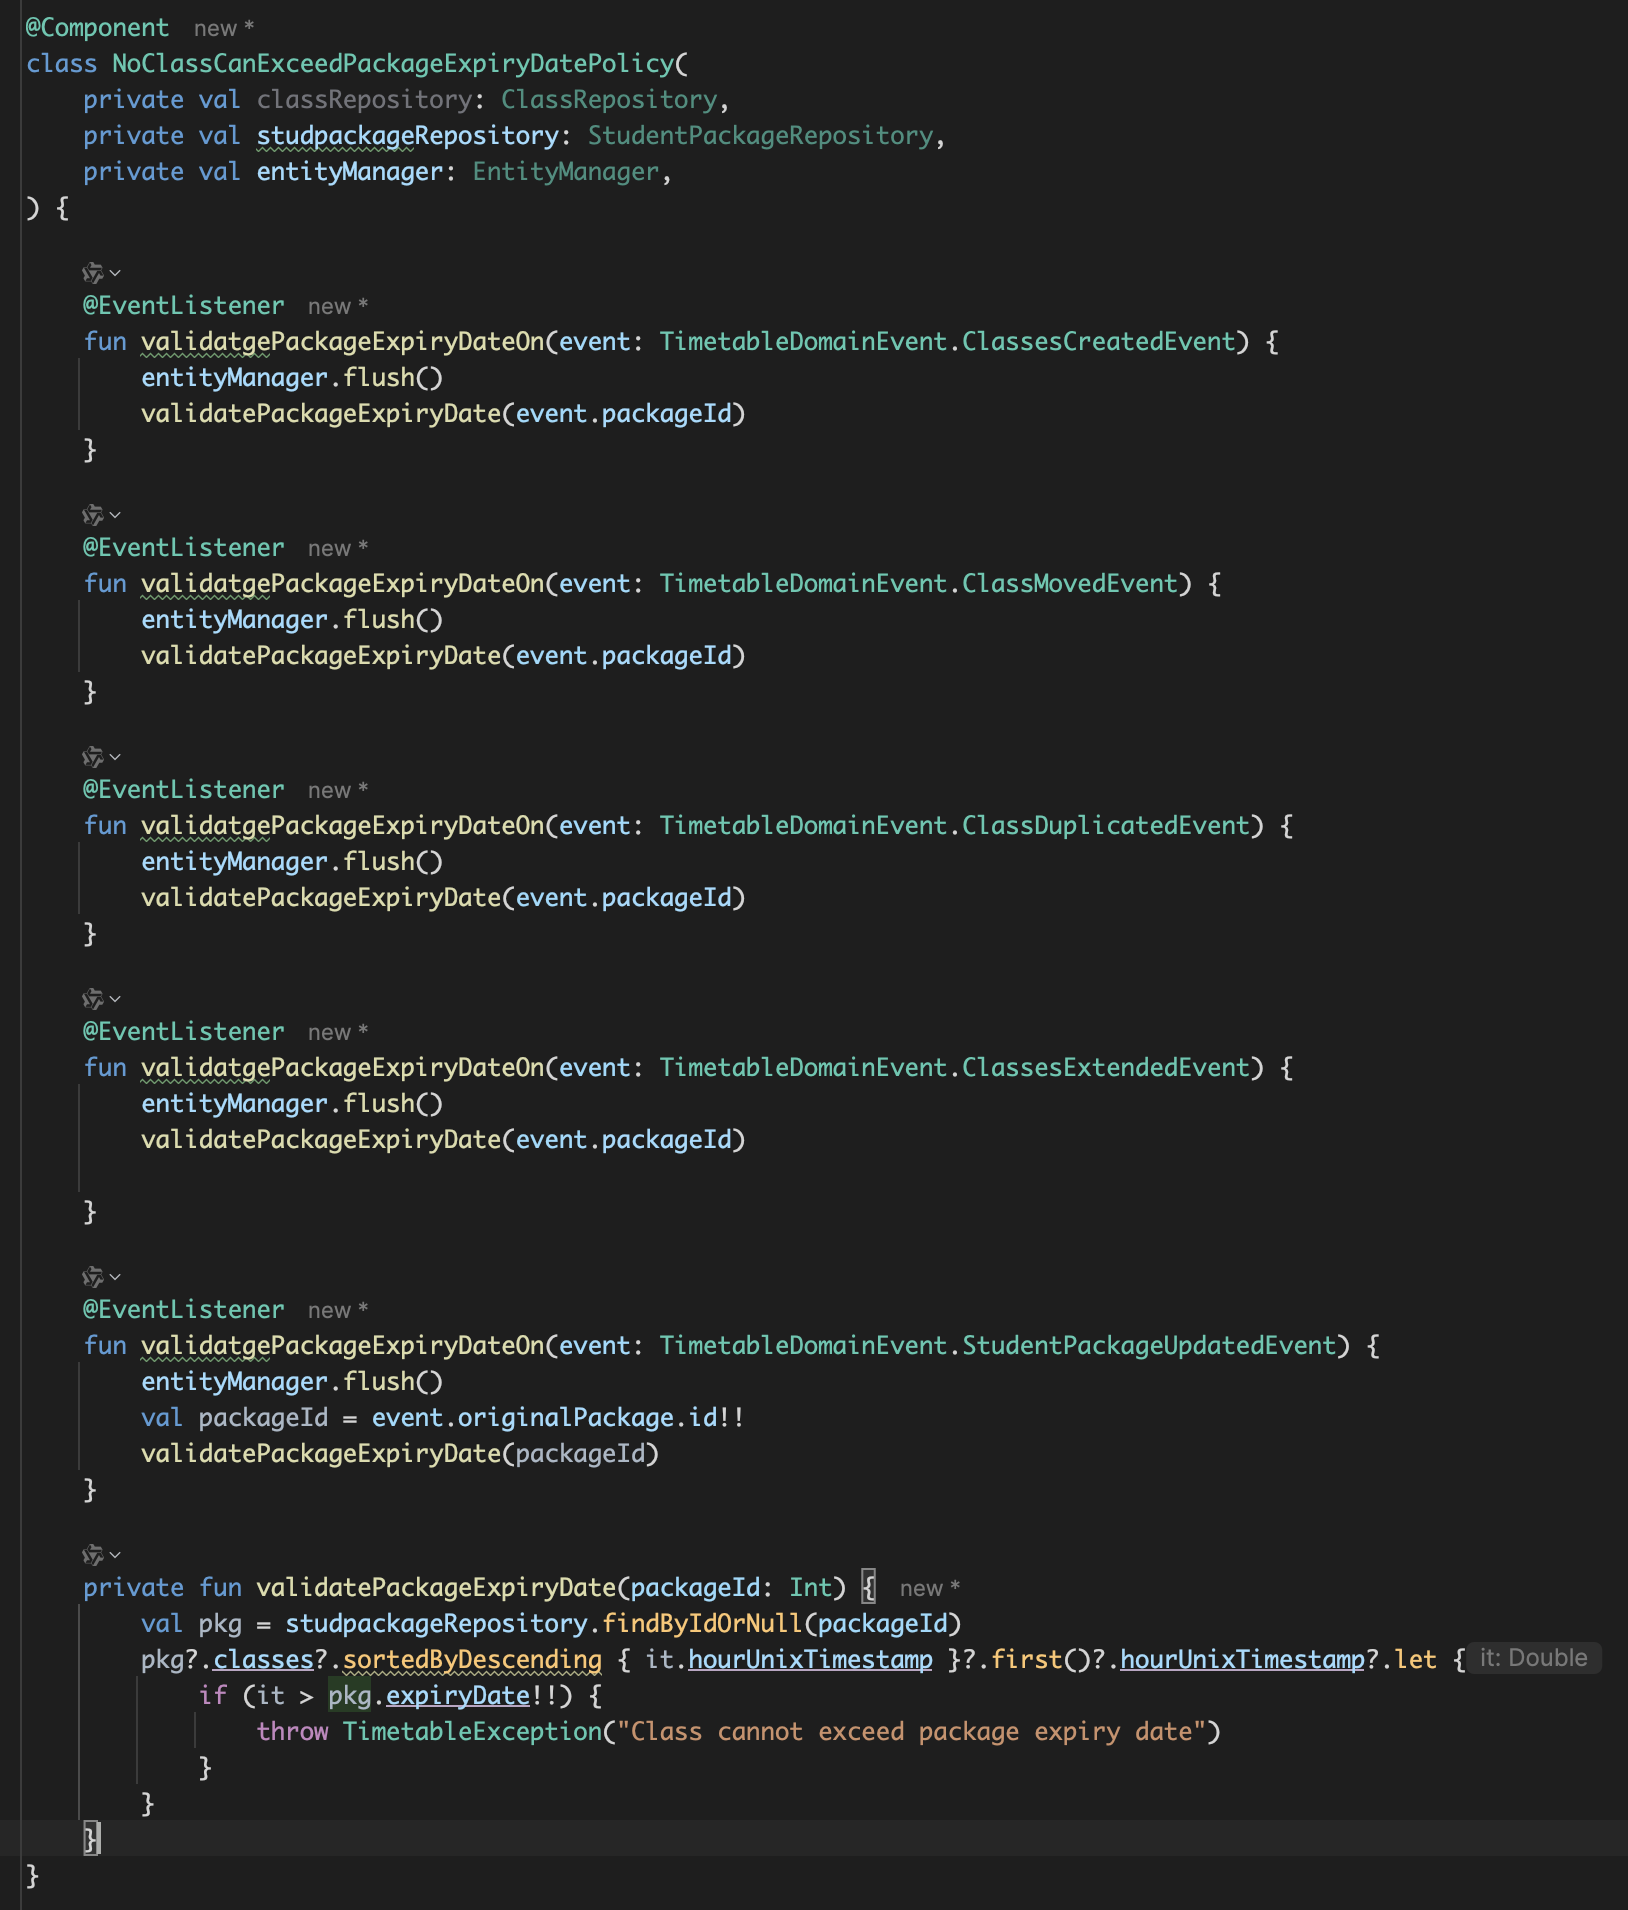 @Component new *
class NoClassCanExceedPackageExpiryDatePolicy(
    private val classRepository: ClassRepository,
    private val studpackageRepository: StudentPackageRepository,
    private val entityManager: EntityManager,
) {
    @EventListener new *
    fun validatgePackageExpiryDateOn(event: TimetableDomainEvent.ClassesCreatedEvent) {
        entityManager.flush()
        validatePackageExpiryDate(event.packageId)
    }
    @EventListener new *
    fun validatgePackageExpiryDateOn(event: TimetableDomainEvent.ClassMovedEvent) {
        entityManager.flush()
        validatePackageExpiryDate(event.packageId)
    }
    @EventListener new *
    fun validatgePackageExpiryDateOn(event: TimetableDomainEvent.ClassDuplicatedEvent) {
        entityManager.flush()
        validatePackageExpiryDate(event.packageId)
    }
    @EventListener new *
    fun validatgePackageExpiryDateOn(event: TimetableDomainEvent.ClassesExtendedEvent) {
        entityManager.flush()
        validatePackageExpiryDate(event.packageId)
    }
    @EventListener new *
    fun validatgePackageExpiryDateOn(event: TimetableDomainEvent.StudentPackageUpdatedEvent) {
        entityManager.flush()
        val packageId = event.originalPackage.id!!
        validatePackageExpiryDate(packageId)
    }
    private fun validatePackageExpiryDate(packageId: Int) { new *
        val pkg = studpackageRepository.findByIdOrNull(packageId)
        pkg?.classes?.sortedByDescending { it.hourUnixTimestamp }?.first()?.hourUnixTimestamp?.let { it: Double
            if (it > pkg.expiryDate!!) {
                throw TimetableException("Class cannot exceed package expiry date")
            }
        }
    }
}